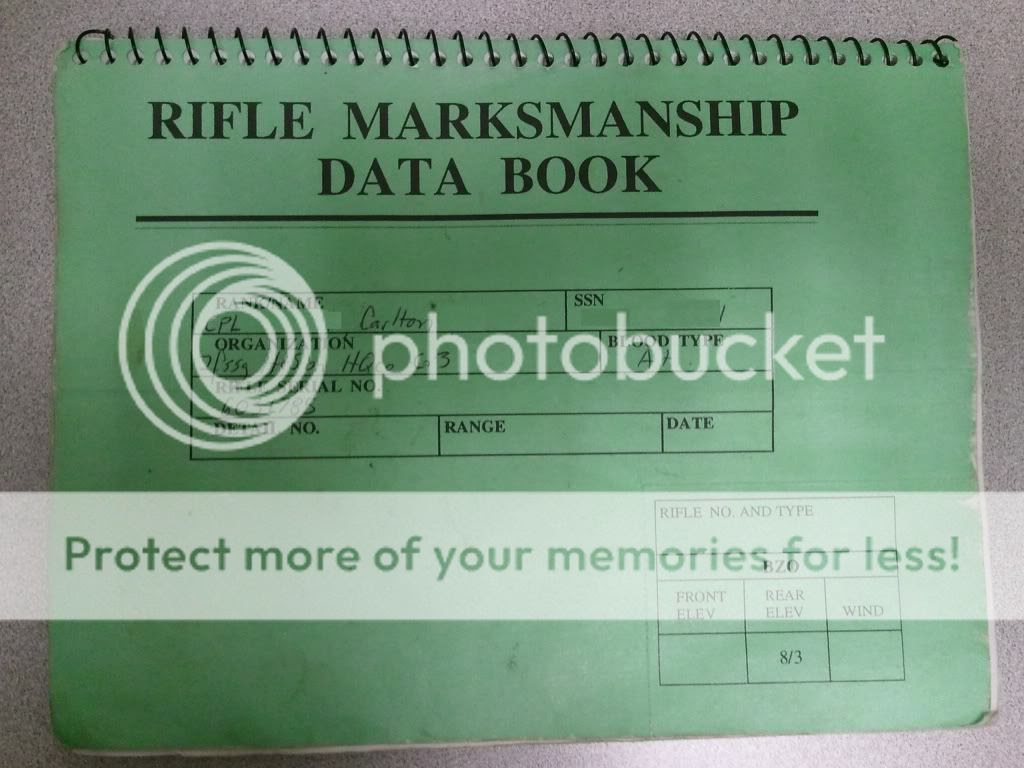 RIFLE MARKSMANSHIP
DATA BOOK
RANK/NAME
SSN
CPL Carlton
ORGANIZATION
BLOOD TYPE
HQ
A+
RIFLE SERIAL NO.
DETAIL NO.
RANGE
DATE
photobucket
RIFLE NO. AND TYPE
Protect more of your memories for less!
BZO
FRONT ELEV
REAR ELEV
WIND
8/3